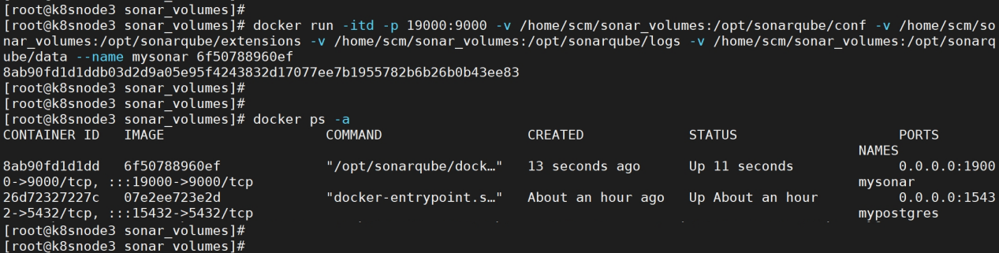 [root@k8snode3 sonar_volumes]#
[root@k8snode3 sonar_volumes]# docker run -itd -p 19000:9000 -v /home/scm/sonar_volumes:/opt/sonarqube/conf -v /home/scm/so
nar_volumes:/opt/sonarqube/extensions -v /home/scm/sonar_volumes:/opt/sonarqube/logs -v /home/scm/sonar_volumes:/opt/sonarq
ube/data --name mysonar 6f50788960ef
8ab90fd1d1ddb03d2d9a05e95f4243832d17077ee7b1955782b6b26b0b43ee83
[root@k8snode3 sonar_volumes]#
[root@k8snode3 sonar_volumes]#
[root@k8snode3 sonar_volumes]# docker ps -a
CONTAINER ID   IMAGE                    COMMAND                  CREATED             STATUS                    PORTS
NAMES
8ab90fd1d1dd   6f50788960ef             "/opt/sonarqube/dock…"   13 seconds ago      Up 11 seconds             0.0.0.0:1900
0->9000/tcp, :::19000->9000/tcp                                                                           mysonar
26d72327227c   07e2ee723e2d             "docker-entrypoint.s…"   About an hour ago   Up About an hour          0.0.0.0:1543
2->5432/tcp, :::15432->5432/tcp                                                                           mypostgres
[root@k8snode3 sonar_volumes]#
[root@k8snode3 sonar_volumes]#